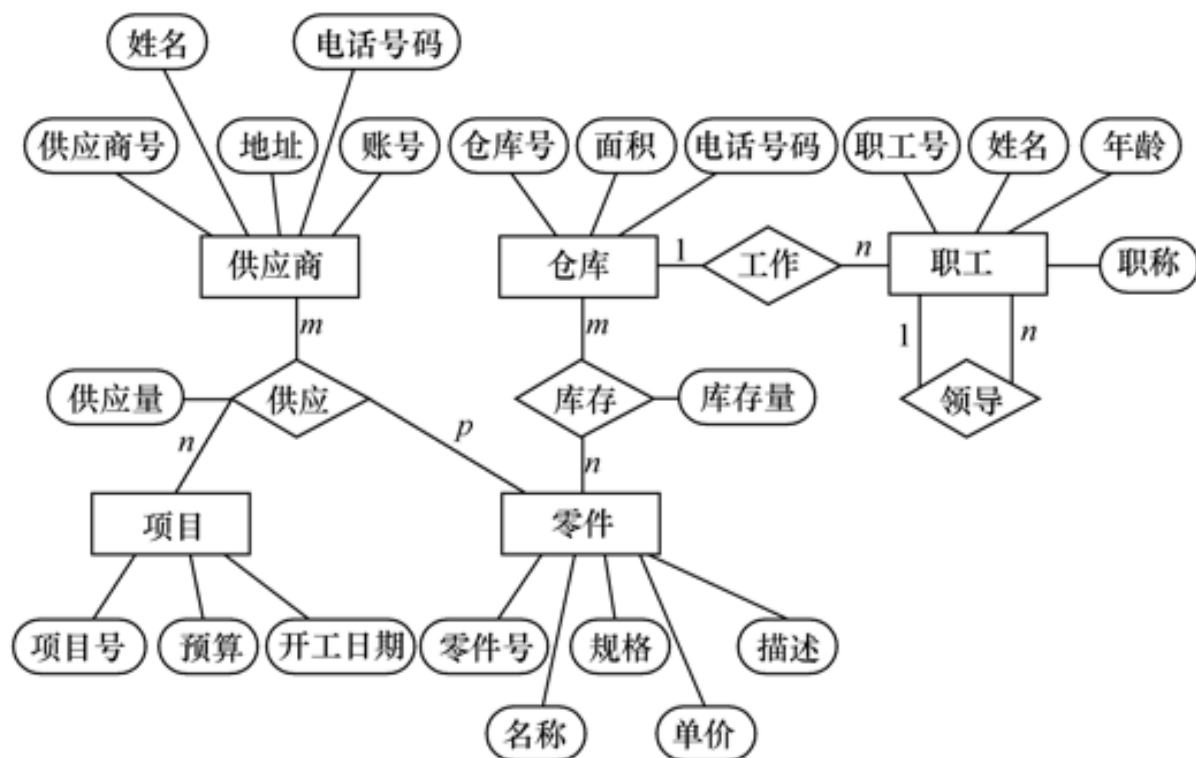 姓名
电话号码
供应商号
地址
账号
仓库号
面积
电话号码
职工号
姓名
年龄
供应商
仓库
1
工作
n
职工
职称
m
m
1
n
供应量
供应
库存
库存量
领导
n
p
n
项目
零件
项目号
预算
开工日期
零件号
规格
描述
名称
单价